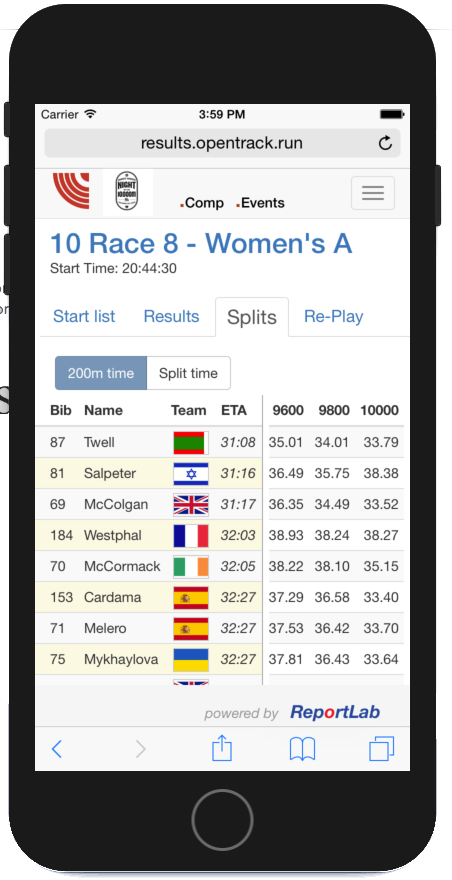 Carrier 3:59 PM
results.opentrack.run
NIGHT
.Comp .Events
10 Race 8 - Women's A
Start Time: 20:44:30
Start list Results Splits Re-Play
200m time Split time
Bib Name Team ETA 9600 9800 10000
87 Twell 31:08 35.01 34.01 33.79
81 Salpeter 31:16 36.49 35.75 38.38
69 McColgan 31:17 36.35 34.49 33.52
184 Westphal 32:03 38.93 38.24 38.27
70 McCormack 32:05 38.22 38.10 35.15
153 Cardama 32:27 37.29 36.58 33.40
71 Melero 32:27 37.53 36.42 33.70
75 Mykhaylova 32:27 37.81 36.43 33.64
powered by ReportLab